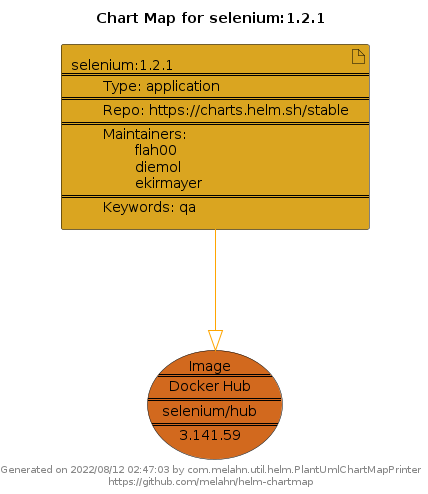 Chart Map for selenium:1.2.1
selenium:1.2.1
Type: application
Repo: https://charts.helm.sh/stable
Maintainers:
flah00
diemol
ekirmayer
Keywords: qa
Image
Docker Hub
selenium/hub
3.141.59
Generated on 2022/08/12 02:47:03 by com.melahn.util.helm.PlantUmlChartMapPrinter
https://github.com/melahn/helm-chartmap